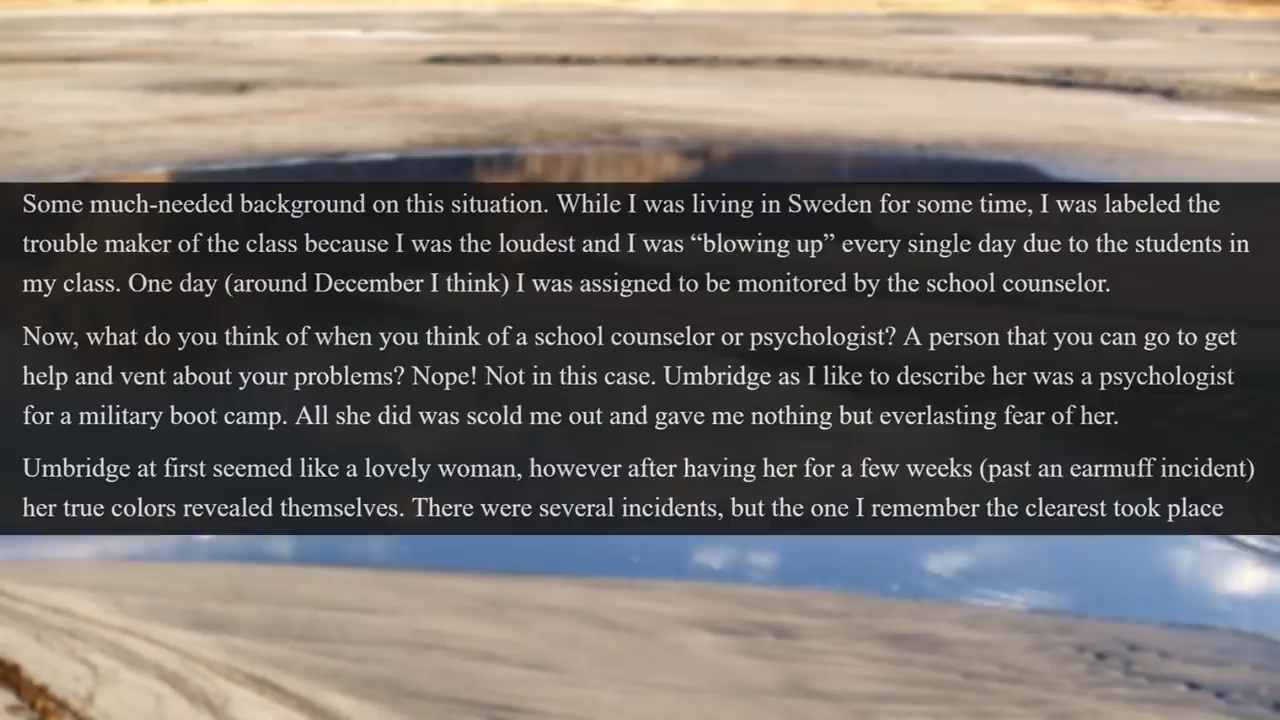 Some much-needed background on this situation. While I was living in Sweden for some time, I was labeled the
trouble maker of the class because I was the loudest and I was “blowing up” every single day due to the students in
my class. One day (around December I think) I was assigned to be monitored by the school counselor.
Now, what do you think of when you think of a school counselor or psychologist? A person that you can go to get
help and vent about your problems? Nope! Not in this case. Umbridge as I like to describe her was a psychologist
for a military boot camp. All she did was scold me out and gave me nothing but everlasting fear of her.
Umbridge at first seemed like a lovely woman, however after having her for a few weeks (past an earmuff incident)
her true colors revealed themselves. There were several incidents, but the one I remember the clearest took place